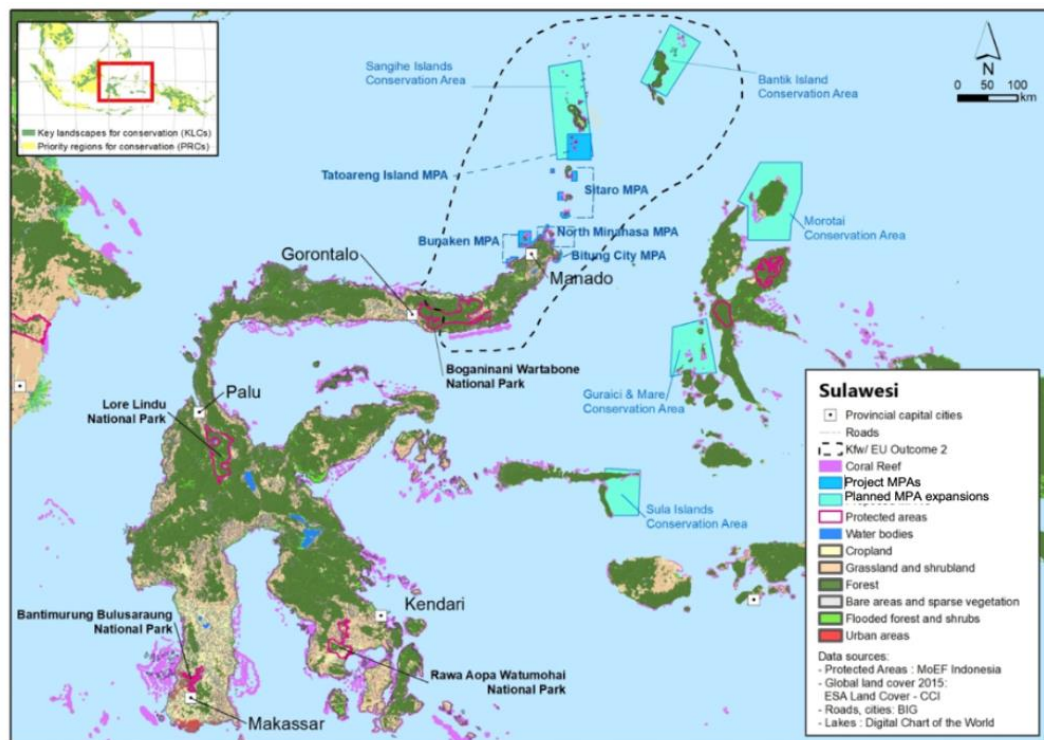 Key landscapes for conservation (KLCs)
Priority regions for conservation (PRCs)
Sangihe Islands
Conservation Area
Bantik Island
Conservation Area
N
0 50 100
km
Tatoareng Island MPA
Sitaro MPA
Morotai
Conservation Area
Bunaken MPA
North Minahasa MPA
Bitung City MPA
Gorontalo
Manado
Boganinani Wartabone
National Park
Guraici & Mare
Conservation Area
Palu
Lore Lindu
National Park
Sula Islands
Conservation Area
Bantimurung Bulusaraung
National Park
Kendari
Rawa Aopa Watumohai
National Park
Makassar
Sulawesi
Provincial capital cities
Roads
Kfw/ EU Outcome 2
Coral Reef
Project MPAs
Planned MPA expansions
Protected areas
Water bodies
Cropland
Grassland and shrubland
Forest
Bare areas and sparse vegetation
Flooded forest and shrubs
Urban areas
Data sources:
- Protected Areas : MoEF Indonesia
- Global land cover 2015:
ESA Land Cover - CCI
- Roads, cities: BIG
- Lakes : Digital Chart of the World